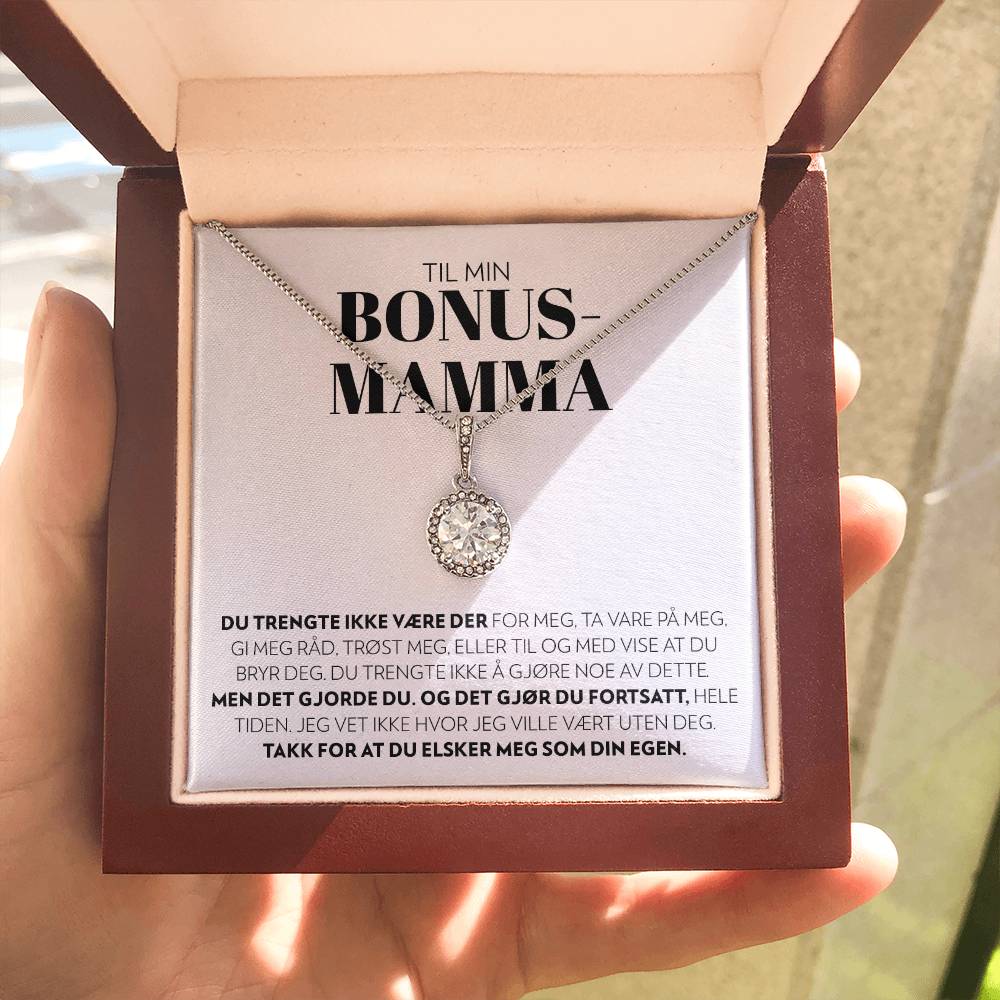 TIL MIN
BONUS-
MAMMA
DU TRENGTE IKKE VÆRE DER FOR MEG, TA VARE PÅ MEG,
GI MEG RÅD, TRØST MEG, ELLER TIL OG MED VISE AT DU
BRYR DEG. DU TRENGTE IKKE Å GJØRE NOE AV DETTE.
MEN DET GJORDE DU. OG DET GJØR DU FORTSATT, HELE
TIDEN. JEG VET IKKE HVOR JEG VILLE VÆRT UTEN DEG.
TAKK FOR AT DU ELSKER MEG SOM DIN EGEN.